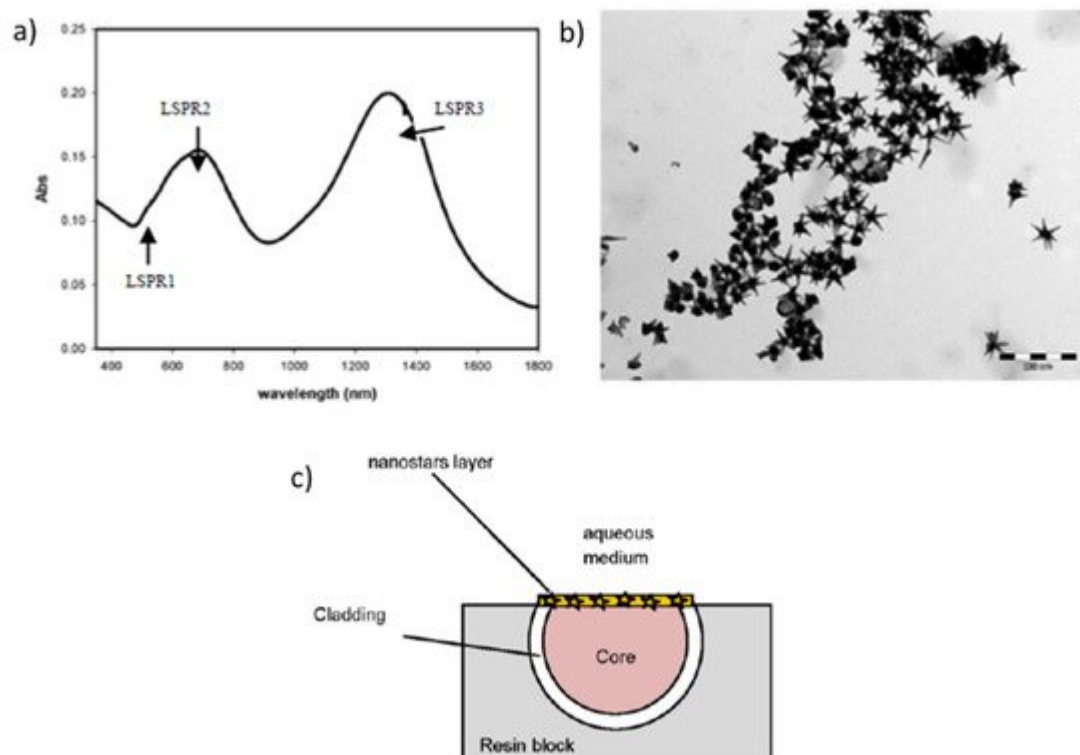 a)
0.25
0.20
0.15
0.10
0.05
0.00
Abs
LSPR2
LSPR3
LSPR1
400 600 800 1000 1200 1400 1600 1800
wavelength (nm)
b)
c)
nanostars layer
aqueous
medium
Cladding
Core
Resin block